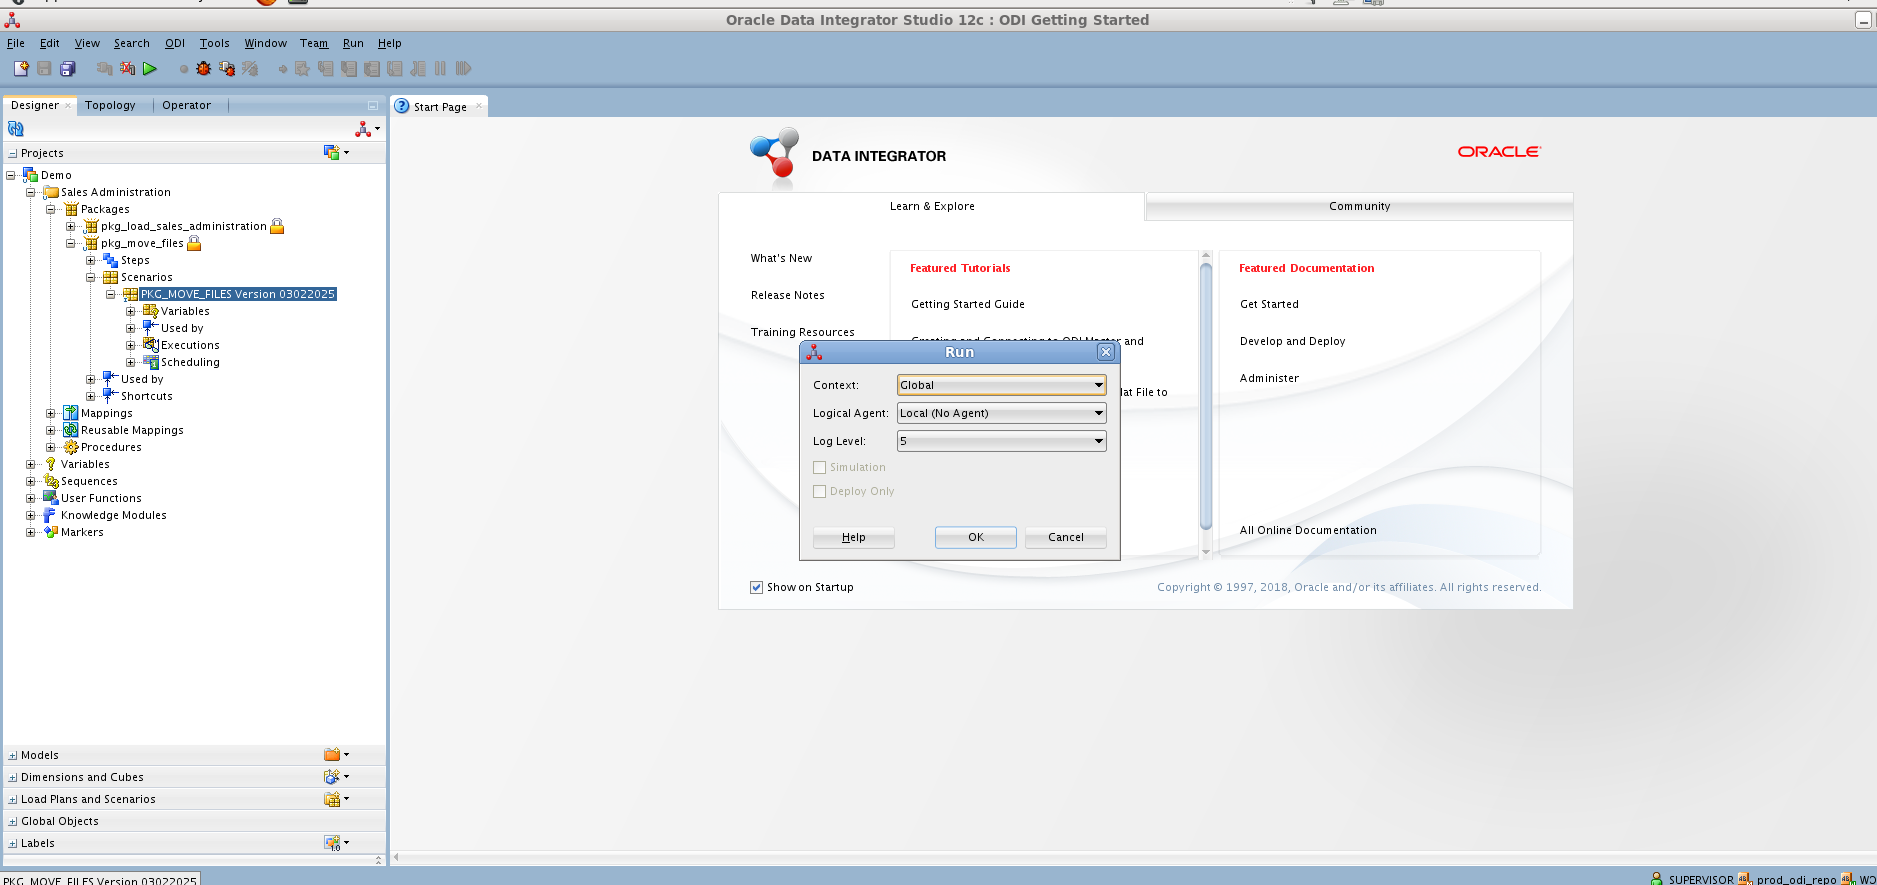 Oracle Data Integrator Studio 12c : ODI Getting Started
File Edit View Search ODI Tools Window Team Run Help
Designer Topology Operator
Start Page
Projects
Demo
Sales Administration
Packages
pkg_load_sales_administration
pkg_move_files
Steps
Scenarios
PKG_MOVE_FILES Version 03022025
Variables
Used by
Executions
Scheduling
Used by
Shortcuts
Mappings
Reusable Mappings
Procedures
Variables
Sequences
User Functions
Knowledge Modules
Markers
Models
Dimensions and Cubes
Load Plans and Scenarios
Global Objects
Labels
DATA INTEGRATOR
ORACLE
Learn & Explore
Community
What's New
Release Notes
Training Resources
Featured Tutorials
Getting Started Guide
Creating and Connecting to ODI Master and
lat File to
Featured Documentation
Get Started
Develop and Deploy
Administer
All Online Documentation
Run
Context: Global
Logical Agent: Local (No Agent)
Log Level: 5
Simulation
Deploy Only
Help OK Cancel
Show on Startup
Copyright © 1997, 2018, Oracle and/or its affiliates. All rights reserved.
PKG_MOVE_FILES Version 03022025
SUPERVISOR prod_odi_repo WO